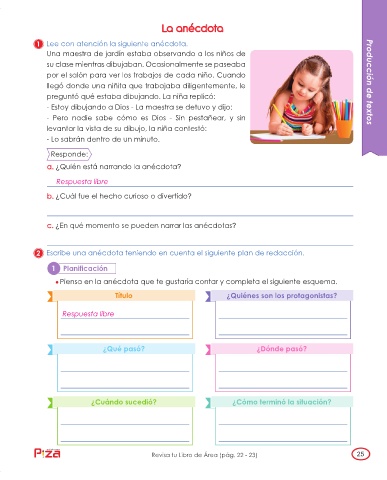 La anécdota
1 Lee con atención la siguiente anécdota.
Una maestra de jardín estaba observando a los niños de
su clase mientras dibujaban. Ocasionalmente se paseaba
por el salón para ver los trabajos de cada niño. Cuando
llegó donde una niñita que trabajaba diligentemente, le
preguntó qué estaba dibujando. La niña replicó:
- Estoy dibujando a Dios - La maestra se detuvo y dijo:
- Pero nadie sabe cómo es Dios - Sin pestañear, y sin
levantar la vista de su dibujo, la niña contestó:
- Lo sabrán dentro de un minuto.
Responde:
a. ¿Quién está narrando la anécdota?
Respuesta libre
b. ¿Cuál fue el hecho curioso o divertido?
c. ¿En qué momento se pueden narrar las anécdotas?
2 Escribe una anécdota teniendo en cuenta el siguiente plan de redacción.
1 Planificación
Pienso en la anécdota que te gustaría contar y completa el siguiente esquema.
Título
¿Quiénes son los protagonistas?
Respuesta libre
¿Qué pasó?
¿Dónde pasó?
¿Cuándo sucedió?
¿Cómo terminó la situación?
Producción de textos
Pizza
Revisa tu Libro de Área (pág. 22 - 23)
25